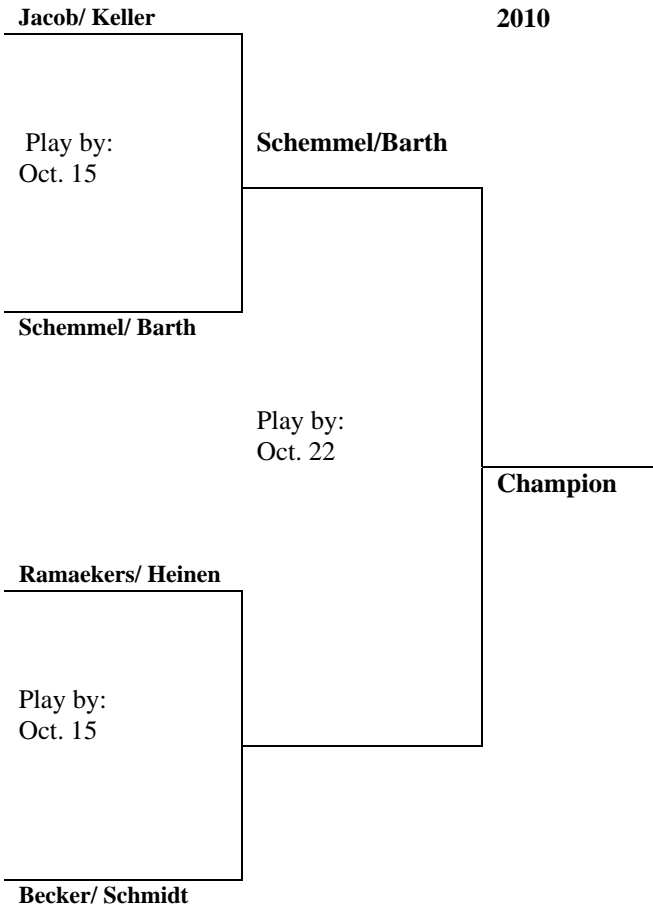 Jacob/ Keller
2010
Play by:
Oct. 15
Schemmel/Barth
Schemmel/ Barth
Play by:
Oct. 22
Champion
Ramaekers/ Heinen
Play by:
Oct. 15
Becker/ Schmidt